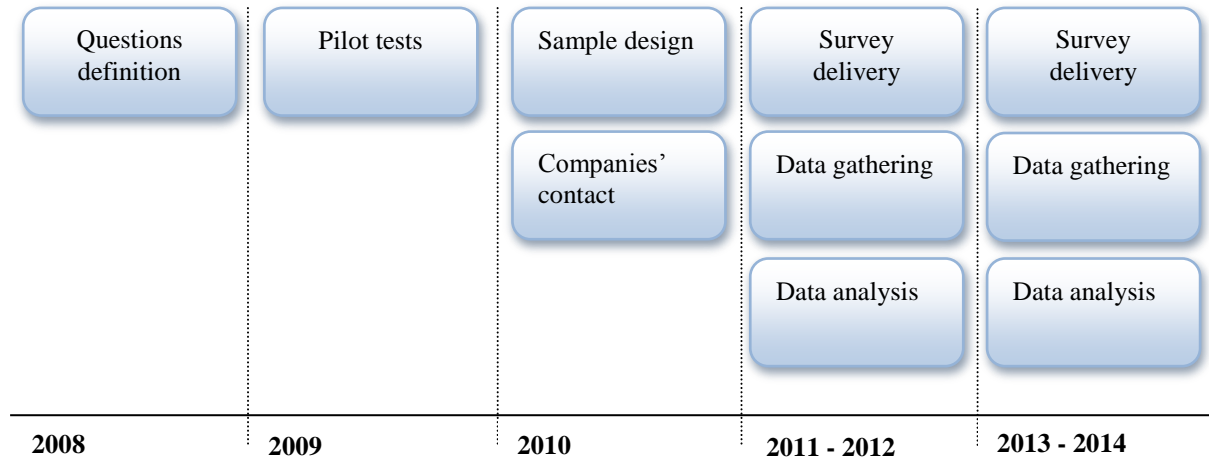 Questions
definition
Pilot tests
Sample design
Survey
delivery
Survey
delivery
Companies’
contact
Data gathering
Data gathering
Data analysis
Data analysis
2008
2009
2010
2011 - 2012
2013 - 2014